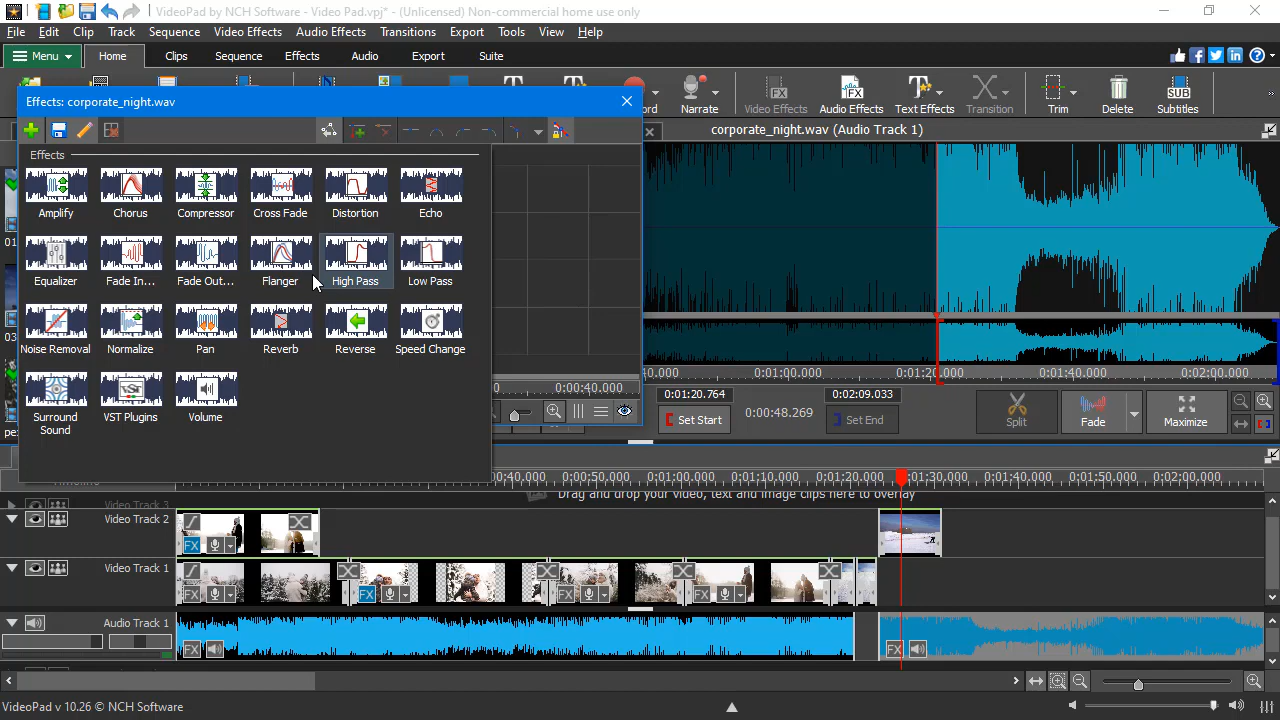 VideoPad by NCH Software - Video Pad.vpj* - (Unlicensed) Non-commercial home use only
File Edit Clip Track Sequence Video Effects Audio Effects Transitions Export Tools View Help
Menu Home Clips Sequence Effects Audio Export Suite
Narrate Video Effects Audio Effects Text Effects Transition Trim Delete Subtitles
Effects: corporate_night.wav
corporate_night.wav (Audio Track 1)
Effects
Amplify Chorus Compressor Cross Fade Distortion Echo
Equalizer Fade In... Fade Out... Flanger High Pass Low Pass
Noise Removal Normalize Pan Reverb Reverse Speed Change
Surround Sound VST Plugins Volume
0:00:40.000
0:01:00.000 0:01:20.000 0:01:40.000 0:02:00.000
0:01:20.764 0:02:09.033
Set Start 0:00:48.269 Set End
Split Fade Maximize
0:00:50.000 0:01:00.000 0:01:10.000 0:01:20.000 0:01:30.000 0:01:40.000 0:01:50.000 0:02:00.000
Drag and drop your video, text and image clips here to overlay
Video Track 3
Video Track 2
FX
Video Track 1
FX FX FX FX
Audio Track 1
FX FX
VideoPad v 10.26 © NCH Software